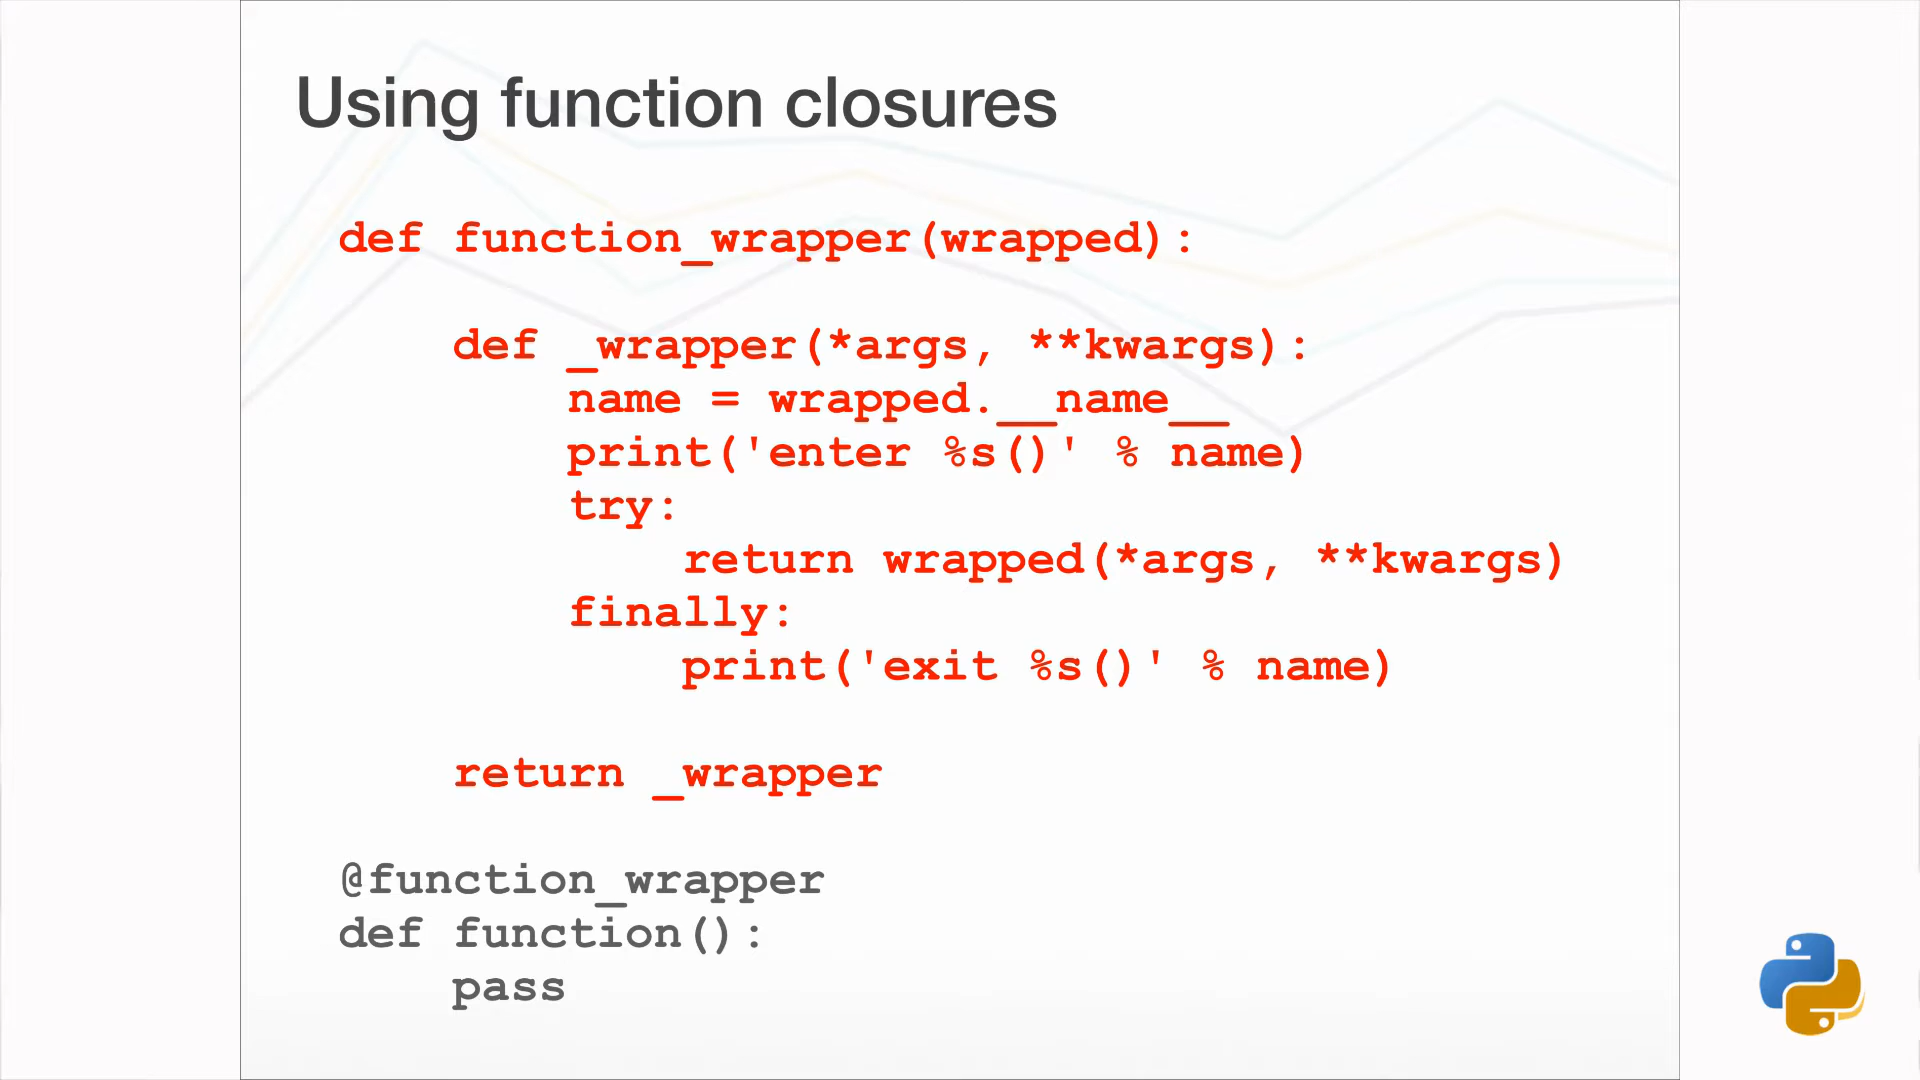 Using function closures
def function_wrapper(wrapped):
    def _wrapper(*args, **kwargs):
        name = wrapped.__name__
        print('enter %s()' % name)
        try:
            return wrapped(*args, **kwargs)
        finally:
            print('exit %s()' % name)
    return _wrapper
@function_wrapper
def function():
    pass